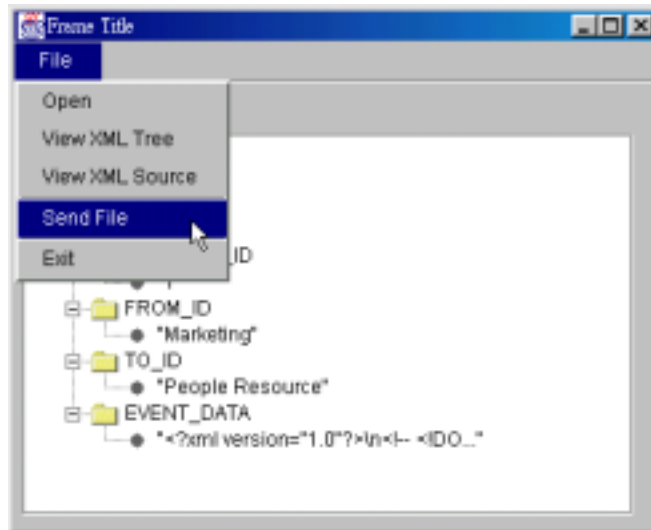 Frame Title
File
Open
View XML Tree
View XML Source
Send File
Exit
_ID
FROM_ID
"Marketing"
TO_ID
"People Resource"
EVENT_DATA
"<?xml version="1.0"?>\n<!-- <!DO..."